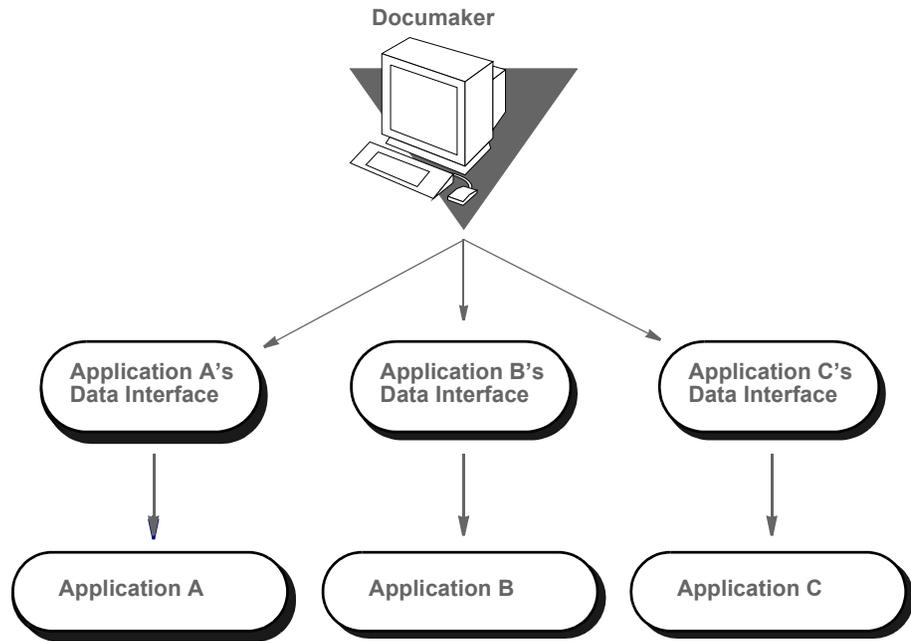 Documaker
Application A’s
Data Interface
Application B’s
Data Interface
Application C’s
Data Interface
Application A
Application B
Application C